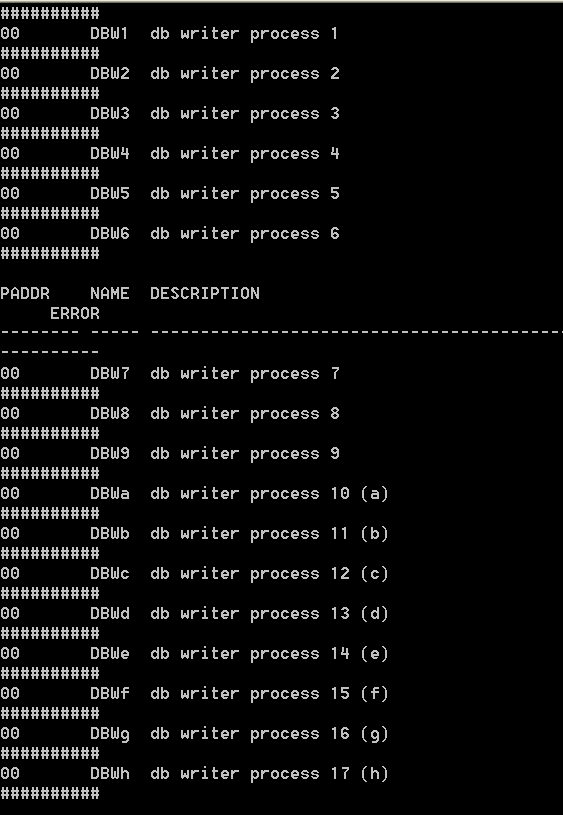 ##########
00       DBW1  db writer process 1
##########
00       DBW2  db writer process 2
##########
00       DBW3  db writer process 3
##########
00       DBW4  db writer process 4
##########
00       DBW5  db writer process 5
##########
00       DBW6  db writer process 6
##########

PADDR    NAME  DESCRIPTION
     ERROR
-------- ----- ------------------------------------------
----------
00       DBW7  db writer process 7
##########
00       DBW8  db writer process 8
##########
00       DBW9  db writer process 9
##########
00       DBWa  db writer process 10 (a)
##########
00       DBWb  db writer process 11 (b)
##########
00       DBWc  db writer process 12 (c)
##########
00       DBWd  db writer process 13 (d)
##########
00       DBWe  db writer process 14 (e)
##########
00       DBWf  db writer process 15 (f)
##########
00       DBWg  db writer process 16 (g)
##########
00       DBWh  db writer process 17 (h)
##########